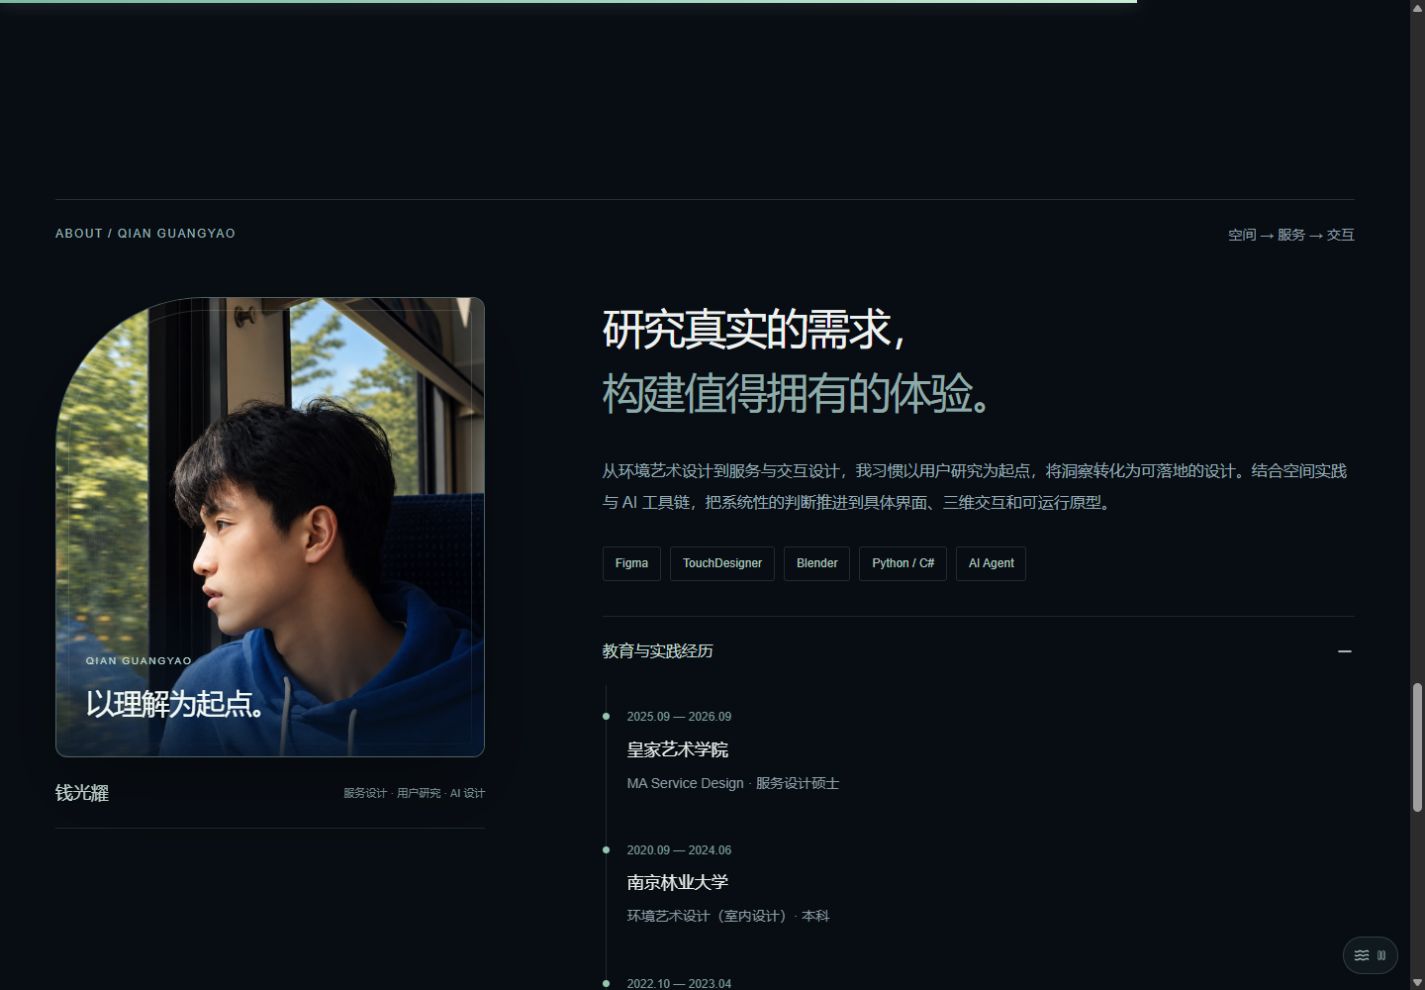 ABOUT / QIAN GUANGYAO
空间 → 服务 → 交互
QIAN GUANGYAO
以理解为起点。
钱光耀
服务设计 · 用户研究 · AI 设计
研究真实的需求，
构建值得拥有的体验。
从环境艺术设计到服务与交互设计，我习惯以用户研究为起点，将洞察转化为可落地的设计。结合空间实践
与 AI 工具链，把系统性的判断推进到具体界面、三维交互和可运行原型。
Figma
TouchDesigner
Blender
Python / C#
AI Agent
教育与实践经历
2025.09 — 2026.09
皇家艺术学院
MA Service Design · 服务设计硕士
2020.09 — 2024.06
南京林业大学
环境艺术设计（室内设计）· 本科
2022.10 — 2023.04